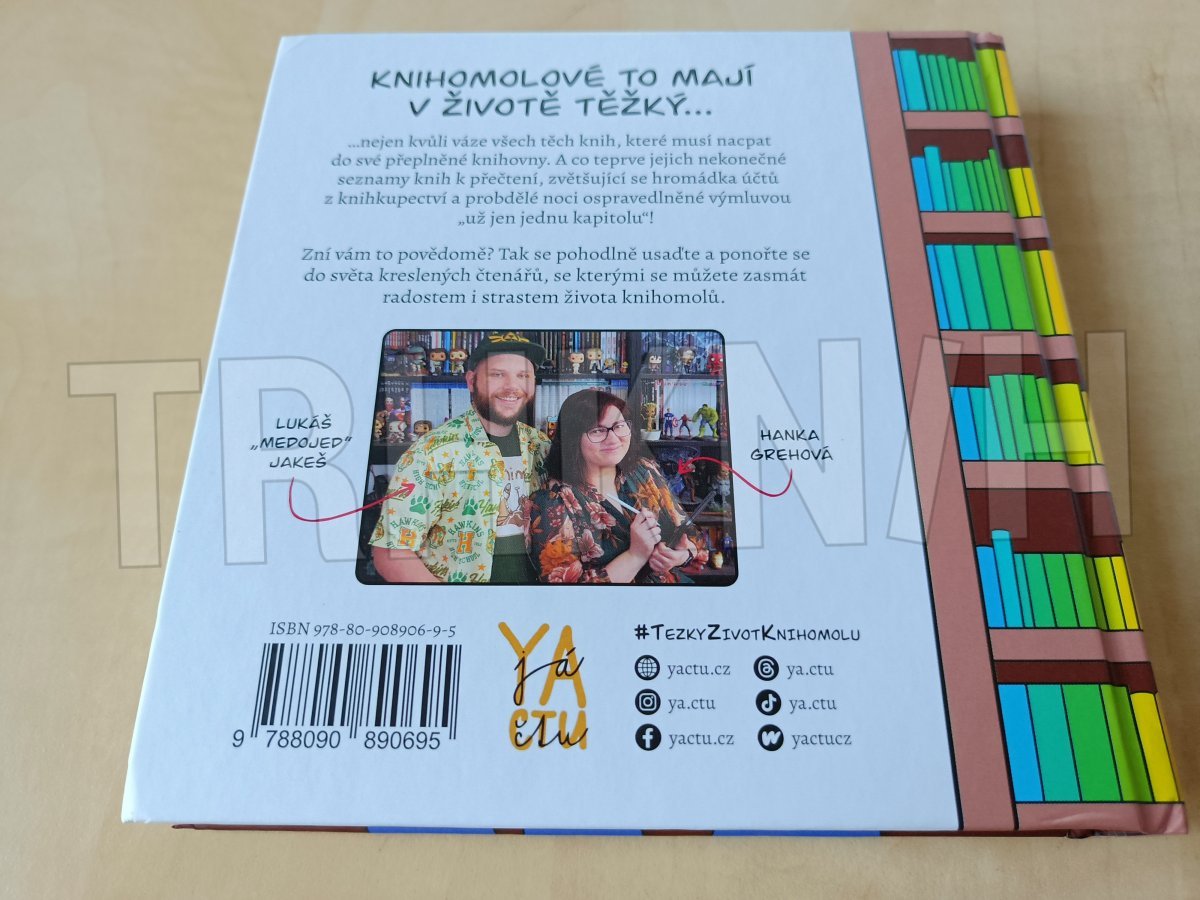 KNIHOMOLOVÉ TO MAJÍ
V ŽIVOTĚ TĚŽKÝ...
...nejen kvůli váze všech těch knih, které musí nacpat
do své přeplněné knihovny. A co teprve jejich nekonečné
seznamy knih k přečtení, zvětšující se hromádka účtů
z knihkupectví a probdělé noci ospravedlněné výmluvou
„už jen jednu kapitolu“!
Zní vám to povědomě? Tak se pohodlně usaďte a ponořte se
do světa kreslených čtenářů, se kterými se můžete zasmát
radostem i strastem života knihomolů.
LUKÁŠ
„MEDOJED“
JAKEŠ
HANKA
GREHOVÁ
HAWKINS
H
ISBN 978-80-908906-9-5
9 788090 890695
YA
já
ČTU
čtu
#TEZKYZIVOTKNIHOMOLU
yactu.cz
ya.ctu
ya.ctu
ya.ctu
yactu.cz
yactucz